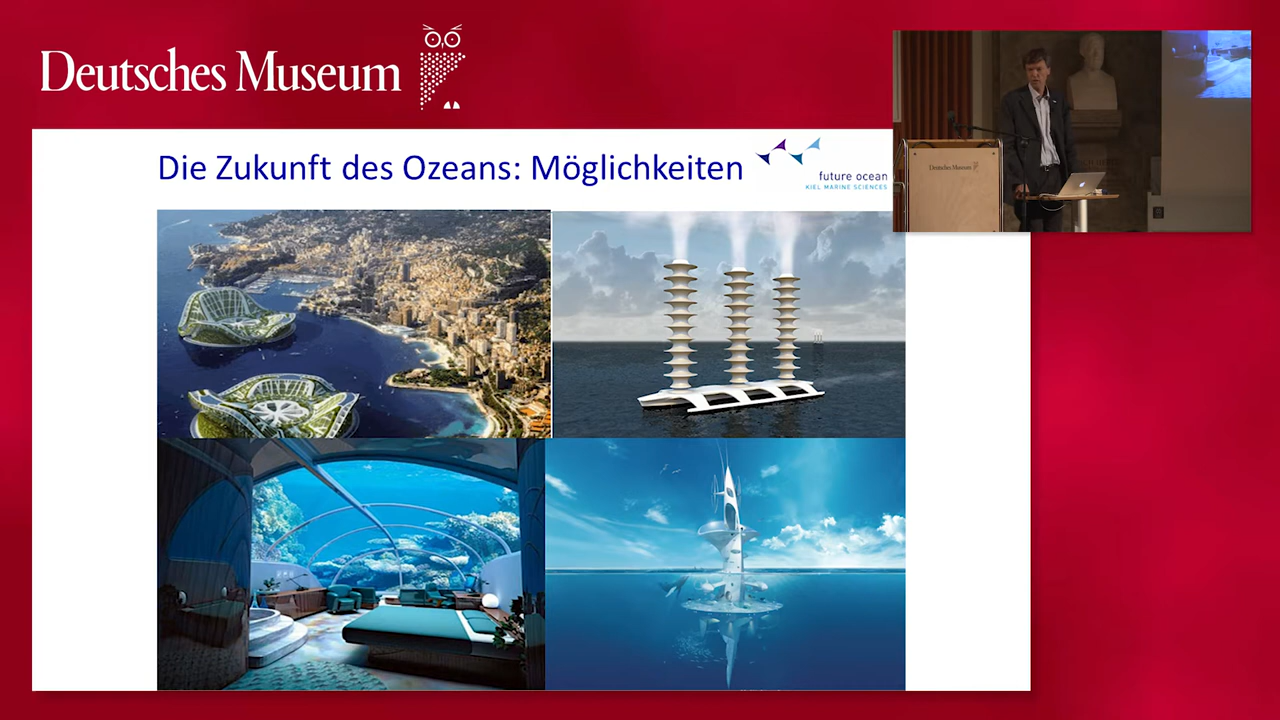 Deutsches Museum
Die Zukunft des Ozeans: Möglichkeiten
future ocean
KIEL MARINE SCIENCES
Deutsches Museum